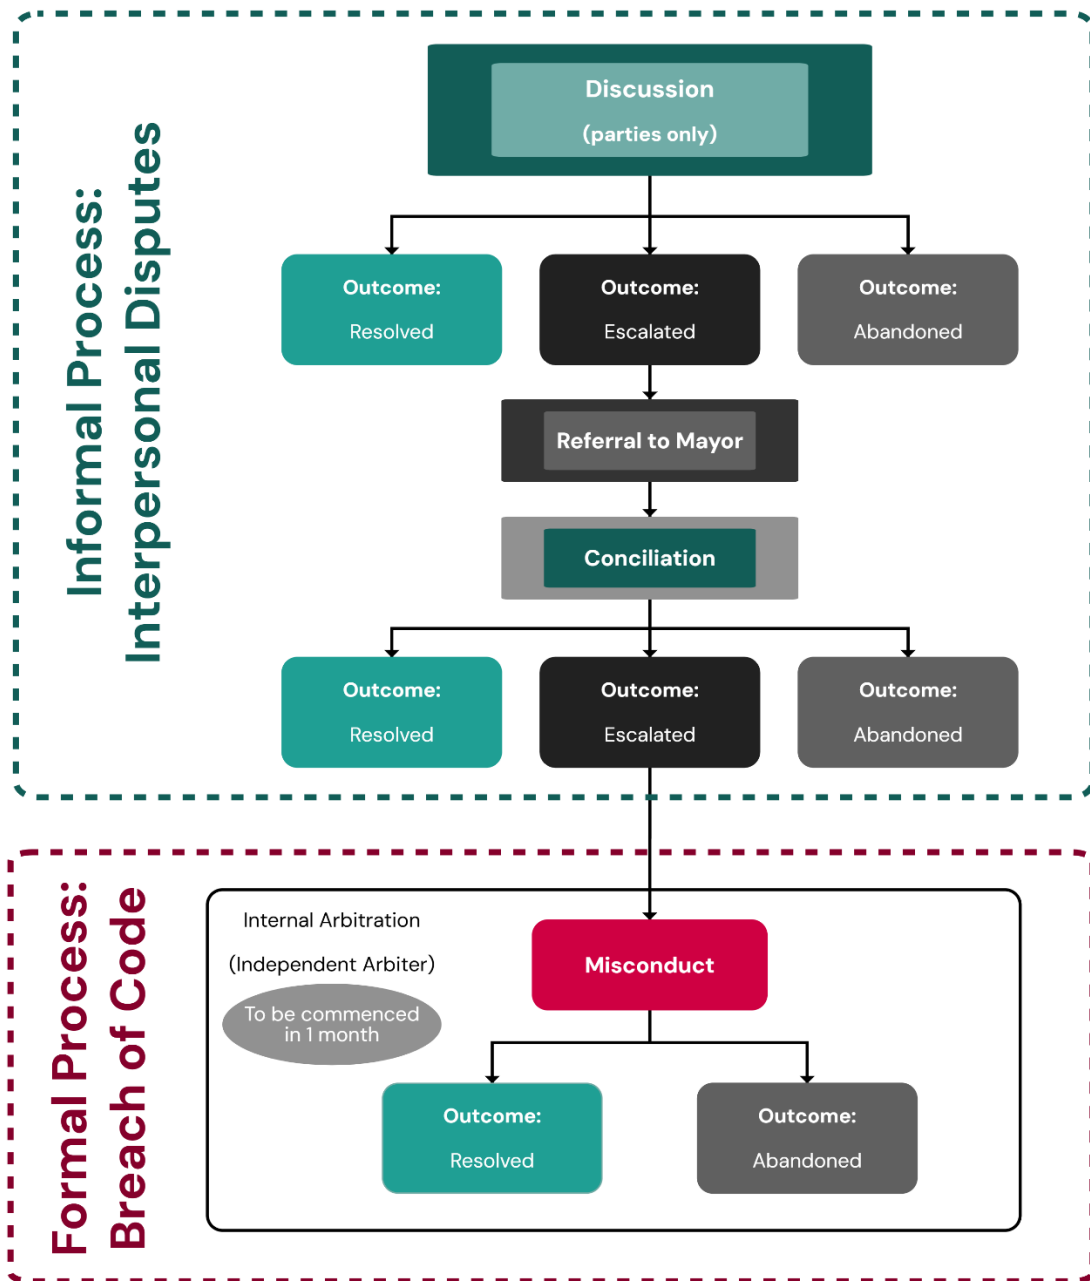 Informal Process:
Interpersonal Disputes
Discussion
(parties only)
Outcome:
Resolved
Outcome:
Escalated
Outcome:
Abandoned
Referral to Mayor
Conciliation
Outcome:
Resolved
Outcome:
Escalated
Outcome:
Abandoned
Formal Process:
Breach of Code
Internal Arbitration
(Independent Arbiter)
To be commenced
in 1 month
Misconduct
Outcome:
Resolved
Outcome:
Abandoned